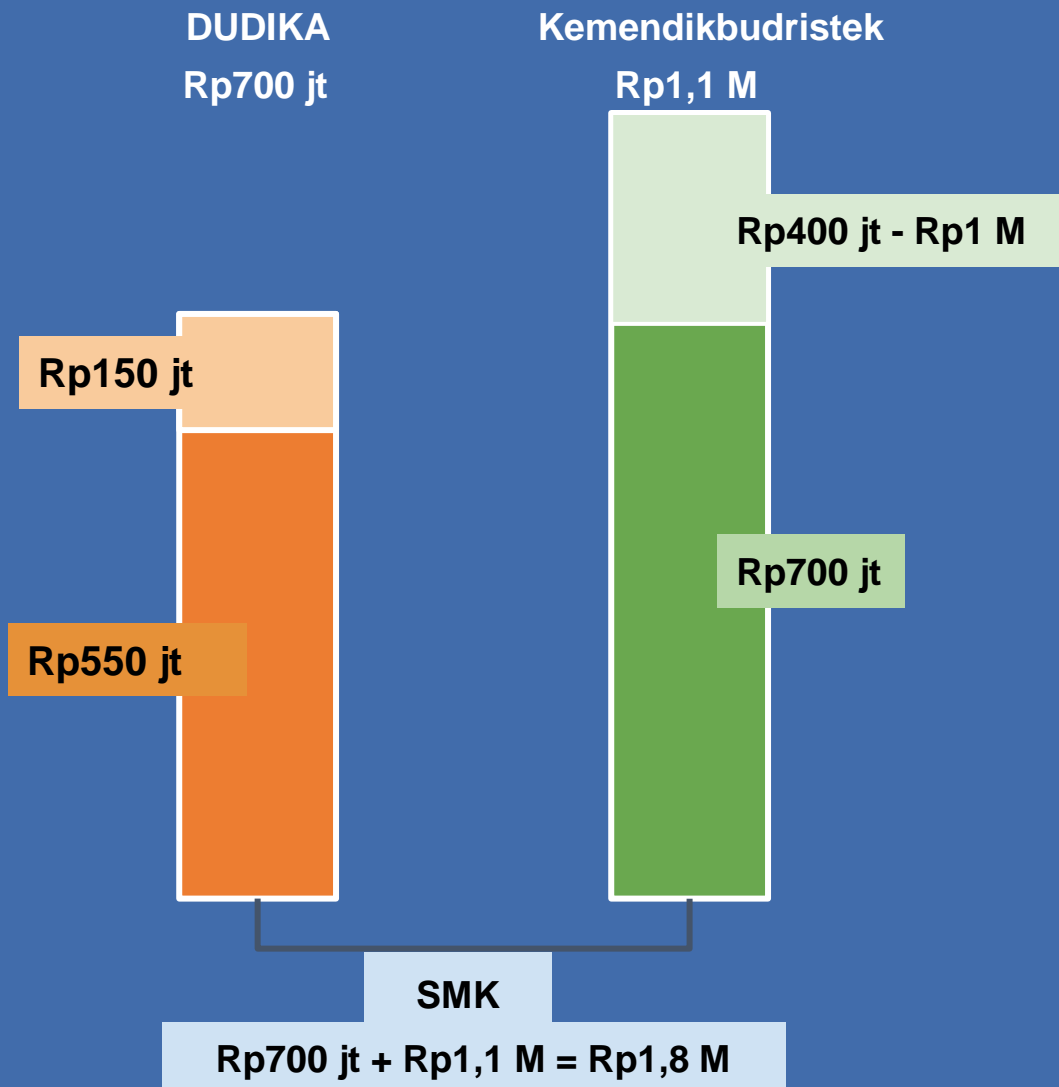 DUDIKA
Rp700 jt
Kemendikbudristek
Rp1,1 M
Rp400 jt - Rp1 M
Rp150 jt
Rp700 jt
Rp550 jt
SMK
Rp700 jt + Rp1,1 M = Rp1,8 M